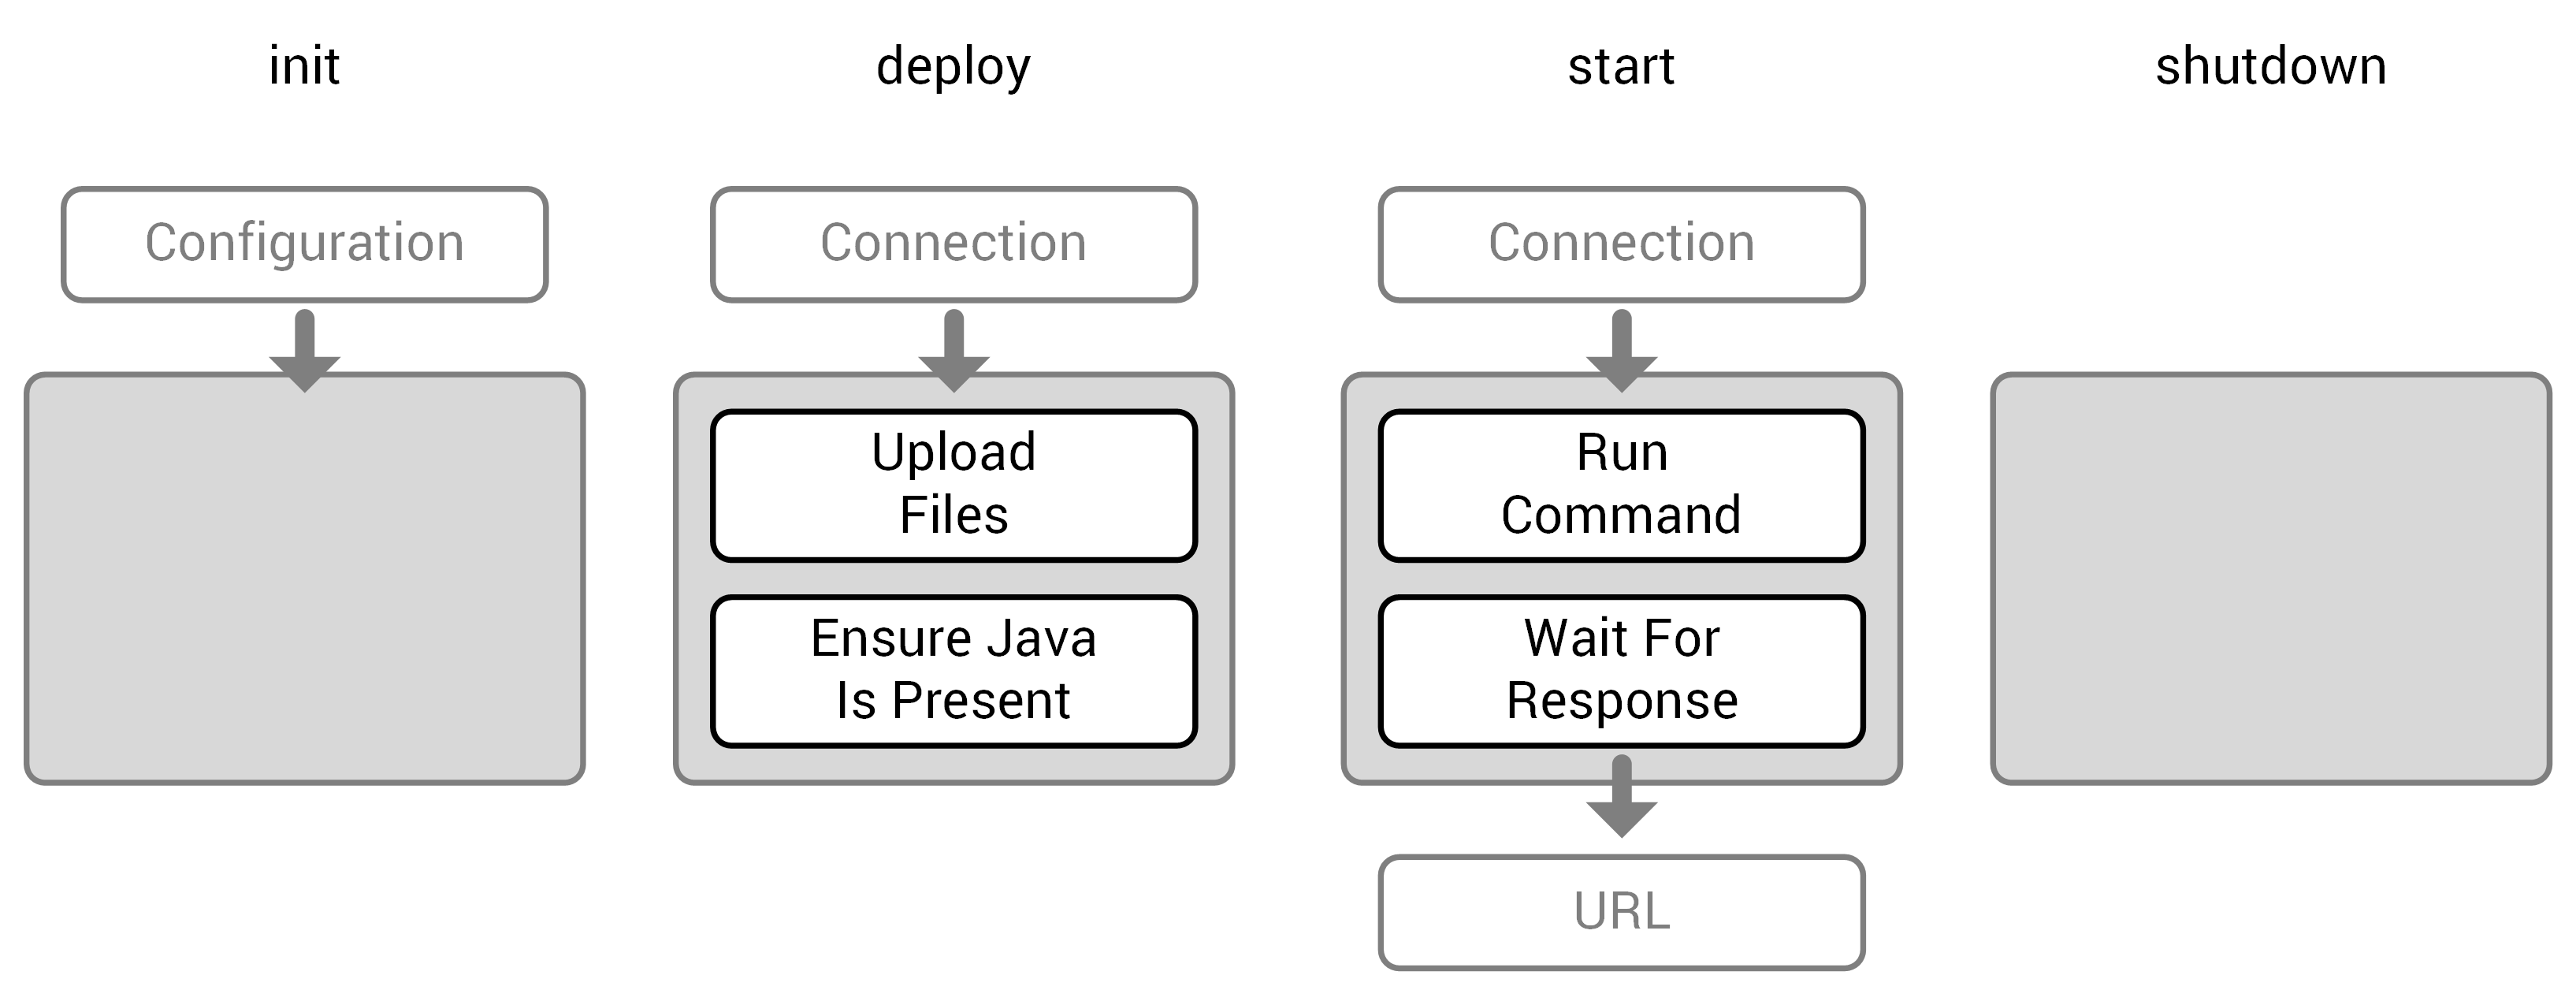 init
deploy
start
shutdown
Configuration
Connection
Connection
Upload
Files
Run
Command
Ensure Java
Is Present
Wait For
Response
URL